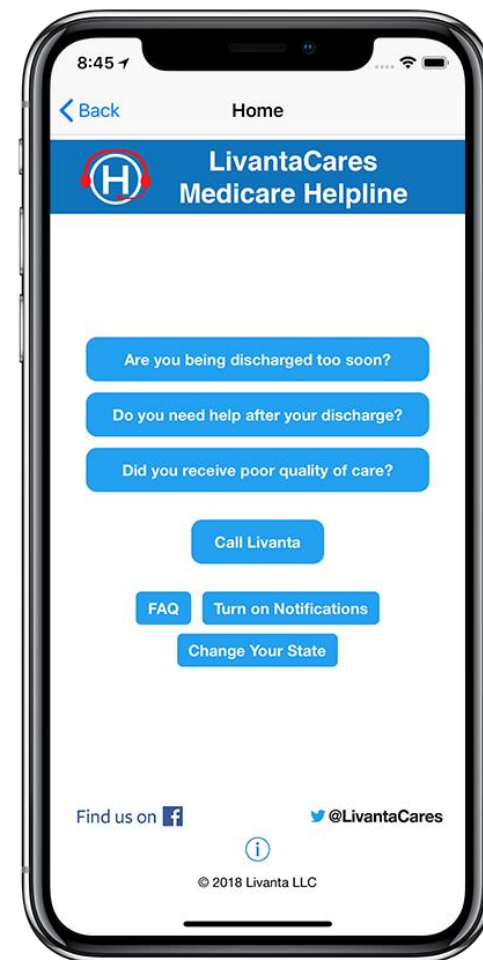 8:45
Back
Home
H
LivantaCares
Medicare Helpline
Are you being discharged too soon?
Do you need help after your discharge?
Did you receive poor quality of care?
Call Livanta
FAQ
Turn on Notifications
Change Your State
Find us on f
@LivantaCares
i
© 2018 Livanta LLC